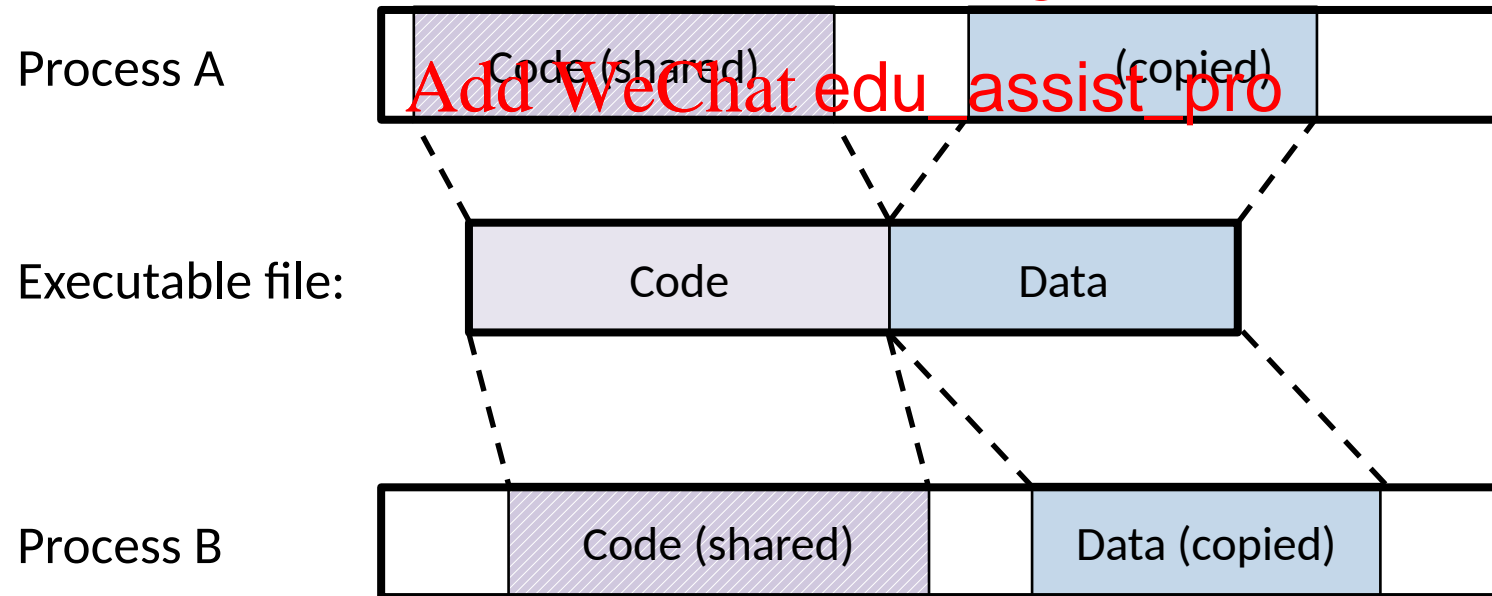 Process A
Code (shared)
(copied)
Add WeChat edu_assist_pro
Executable file:
Code
Data
Process B
Code (shared)
Data (copied)